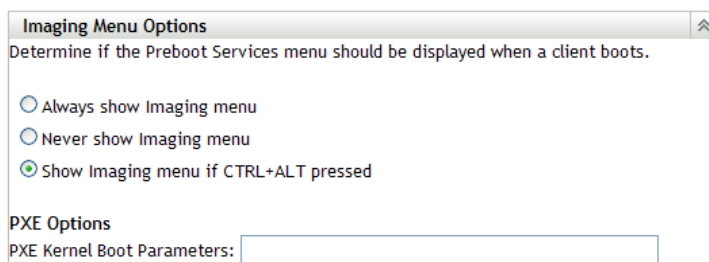 Imaging Menu Options
Determine if the Preboot Services menu should be displayed when a client boots.
Always show Imaging menu
Never show Imaging menu
Show Imaging menu if CTRL+ALT pressed
PXE Options
PXE Kernel Boot Parameters: